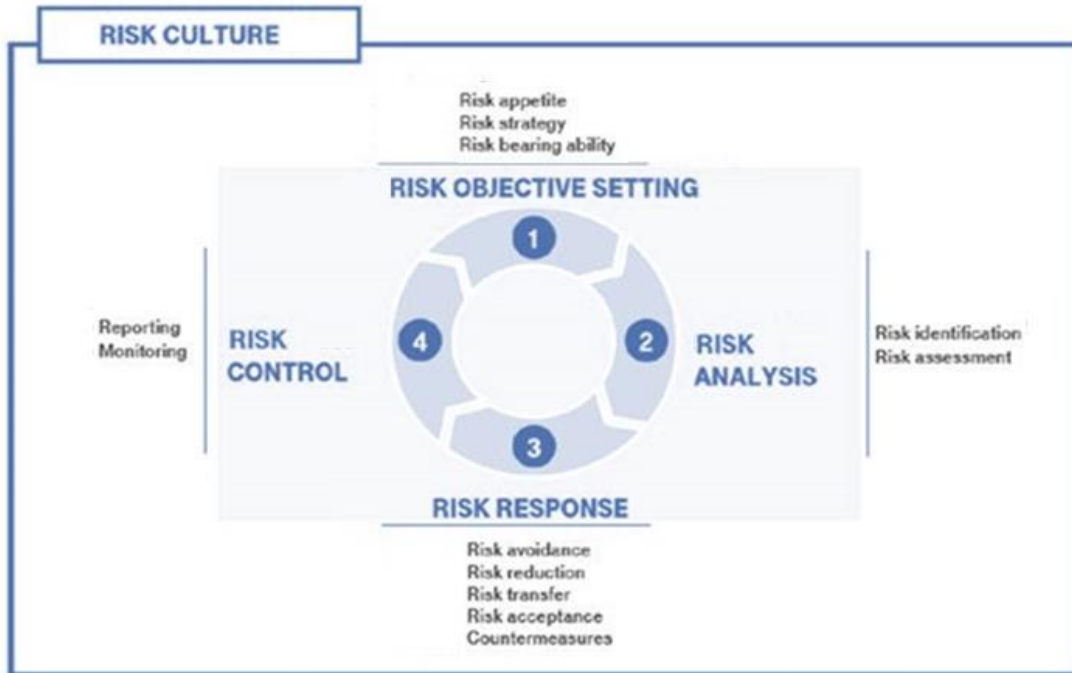 RISK CULTURE
Risk appetite
Risk strategy
Risk bearing ability
RISK OBJECTIVE SETTING
1
2
3
4
RISK
ANALYSIS
Risk identification
Risk assessment
RISK RESPONSE
Risk avoidance
Risk reduction
Risk transfer
Risk acceptance
Countermeasures
RISK
CONTROL
Reporting
Monitoring